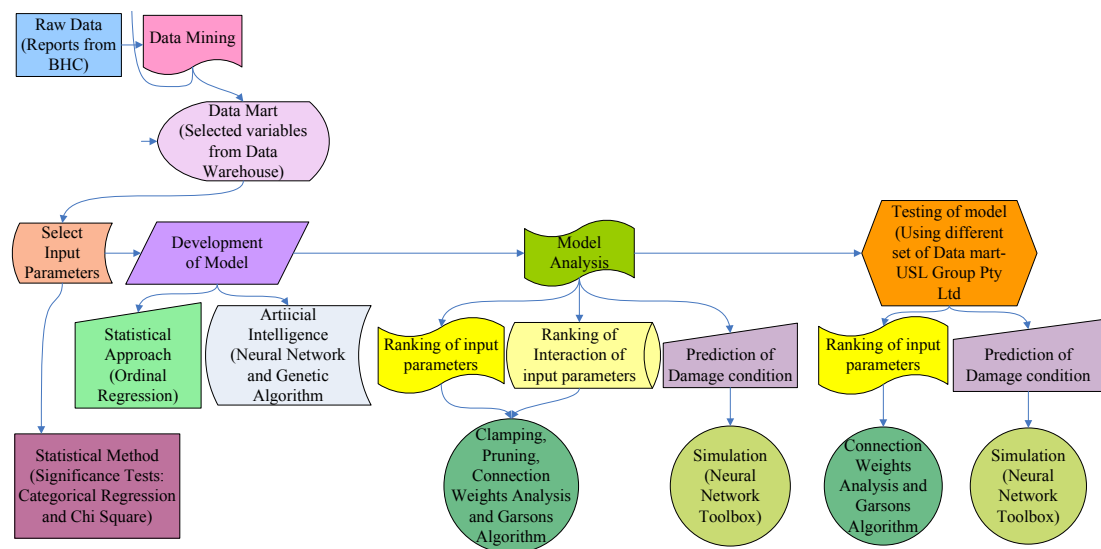 Raw Data
(Reports from
BHC)
Data Mining
Data Mart
(Selected variables
from Data
Warehouse)
Select
Input
Parameters
Development
of Model
Model
Analysis
Testing of model
(Using different
set of Data mart-
USL Group Pty
Ltd
Statistical
Approach
(Ordinal
Regression)
Artiicial
Intelligence
(Neural Network
and Genetic
Algorithm
Ranking of input
parameters
Ranking of
Interaction of
input parameters
Prediction of
Damage condition
Ranking of input
parameters
Prediction of
Damage condition
Statistical Method
(Significance Tests:
Categorical Regression
and Chi Square)
Clamping,
Pruning,
Connection
Weights Analysis
and Garsons
Algorithm
Simulation
(Neural
Network
Toolbox)
Connection
Weights
Analysis and
Garsons
Algorithm
Simulation
(Neural
Network
Toolbox)